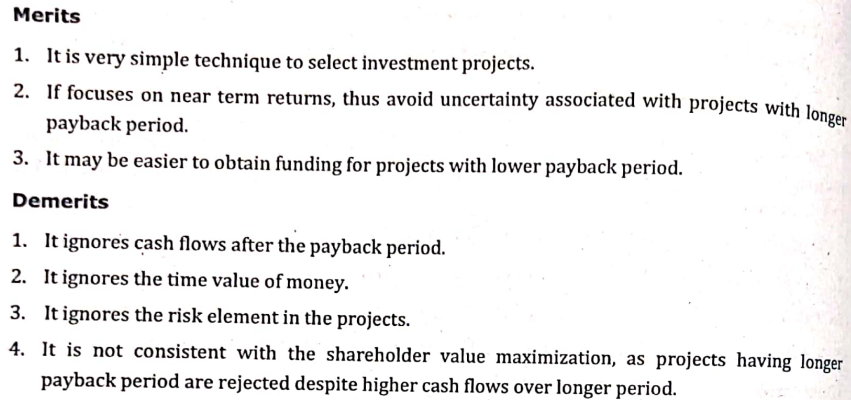 Merits
1. It is very simple technique to select investment projects.
2. If focuses on near term returns, thus avoid uncertainty associated with projects with longer
payback period.
3. It may be easier to obtain funding for projects with lower payback period.
Demerits
1. It ignores cash flows after the payback period.
2. It ignores the time value of money.
3. It ignores the risk element in the projects.
4. It is not consistent with the shareholder value maximization, as projects having longer
payback period are rejected despite higher cash flows over longer period.